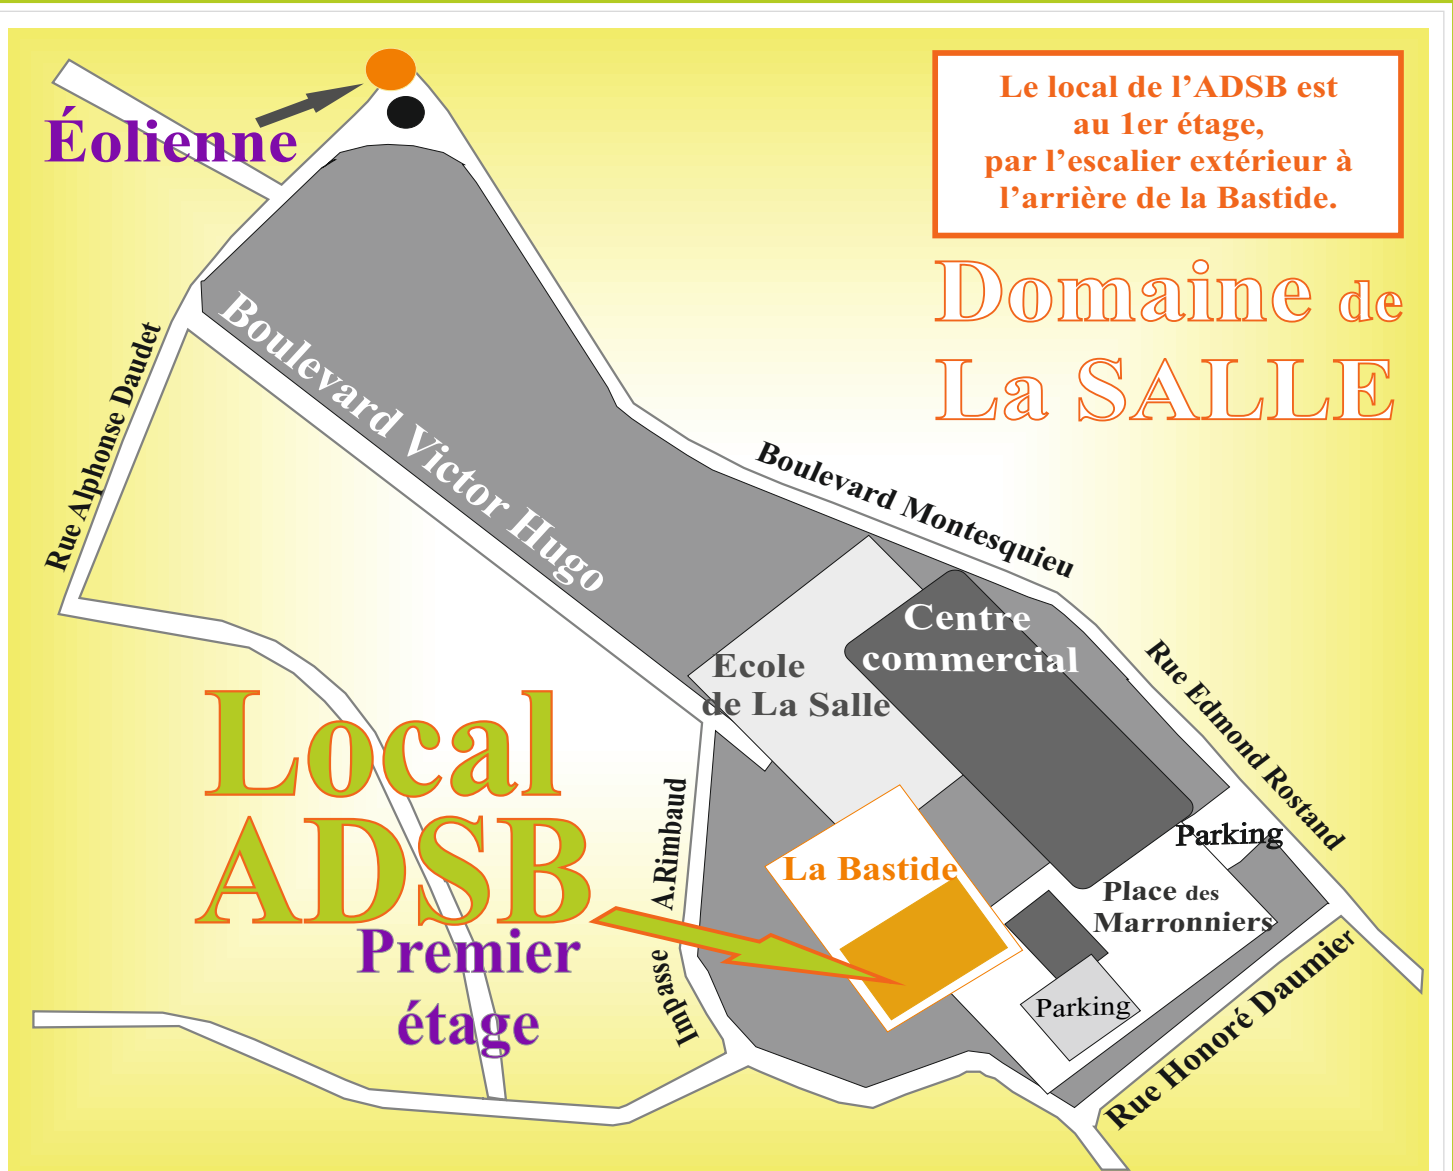 Le local de l’ADSB est
au 1er étage,
par l’escalier extérieur à
l’arrière de la Bastide.
Éolienne
Domaine de
La SALLE
Boulevard Victor Hugo
Rue Alphonse Daudet
Boulevard Montesquieu
Centre
commercial
Ecole
de La Salle
Rue Edmond Rostand
Local
ADSB
Premier
étage
Impasse A.Rimbaud
La Bastide
Parking
Place des
Marronniers
Parking
Rue Honoré Daumier